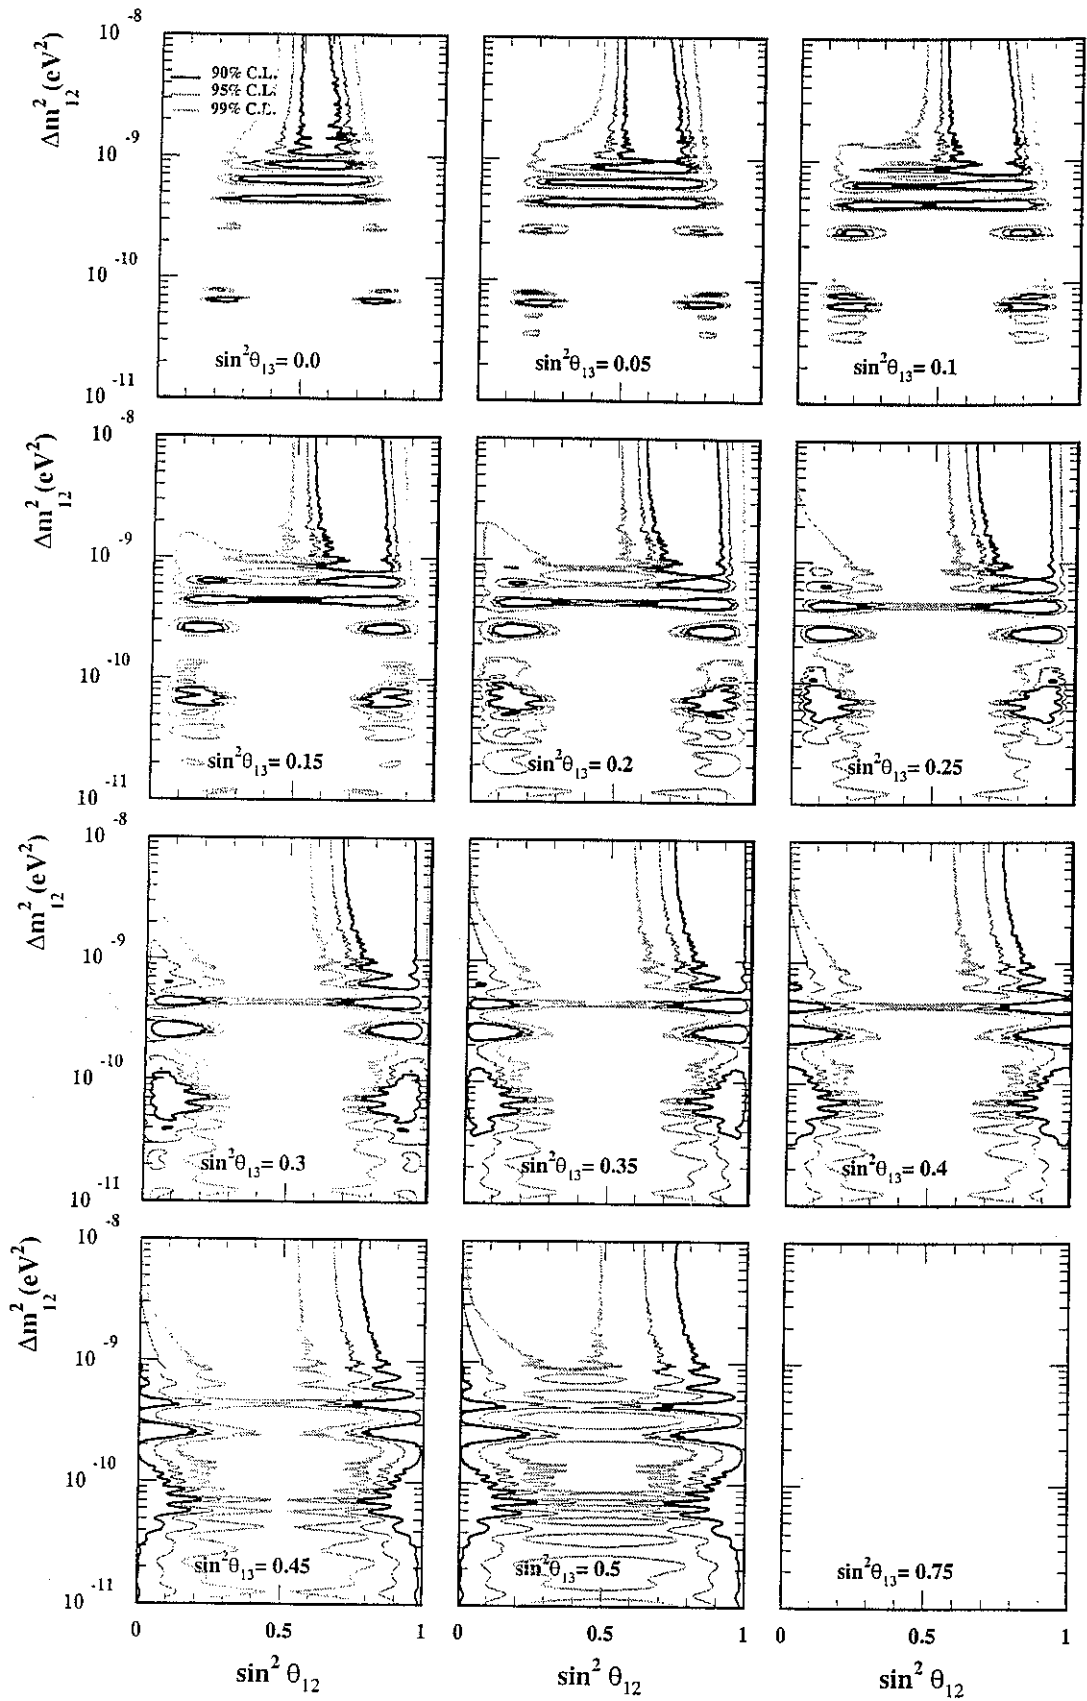 Δm²₁₂ (eV²)
10⁻⁸
10⁻⁹
10⁻¹⁰
10⁻¹¹
90% C.L.
95% C.L.
99% C.L.
sin²θ₁₃= 0.0
sin²θ₁₃= 0.05
sin²θ₁₃= 0.1
Δm²₁₂ (eV²)
10⁻⁸
10⁻⁹
10⁻¹⁰
10⁻¹¹
sin²θ₁₃= 0.15
sin²θ₁₃= 0.2
sin²θ₁₃= 0.25
Δm²₁₂ (eV²)
10⁻⁸
10⁻⁹
10⁻¹⁰
10⁻¹¹
sin²θ₁₃= 0.3
sin²θ₁₃= 0.35
sin²θ₁₃= 0.4
Δm²₁₂ (eV²)
10⁻⁸
10⁻⁹
10⁻¹⁰
10⁻¹¹
sin²θ₁₃= 0.45
sin²θ₁₃= 0.5
sin²θ₁₃= 0.75
0 0.5 1
0 0.5 1
0 0.5 1
sin² θ₁₂
sin² θ₁₂
sin² θ₁₂